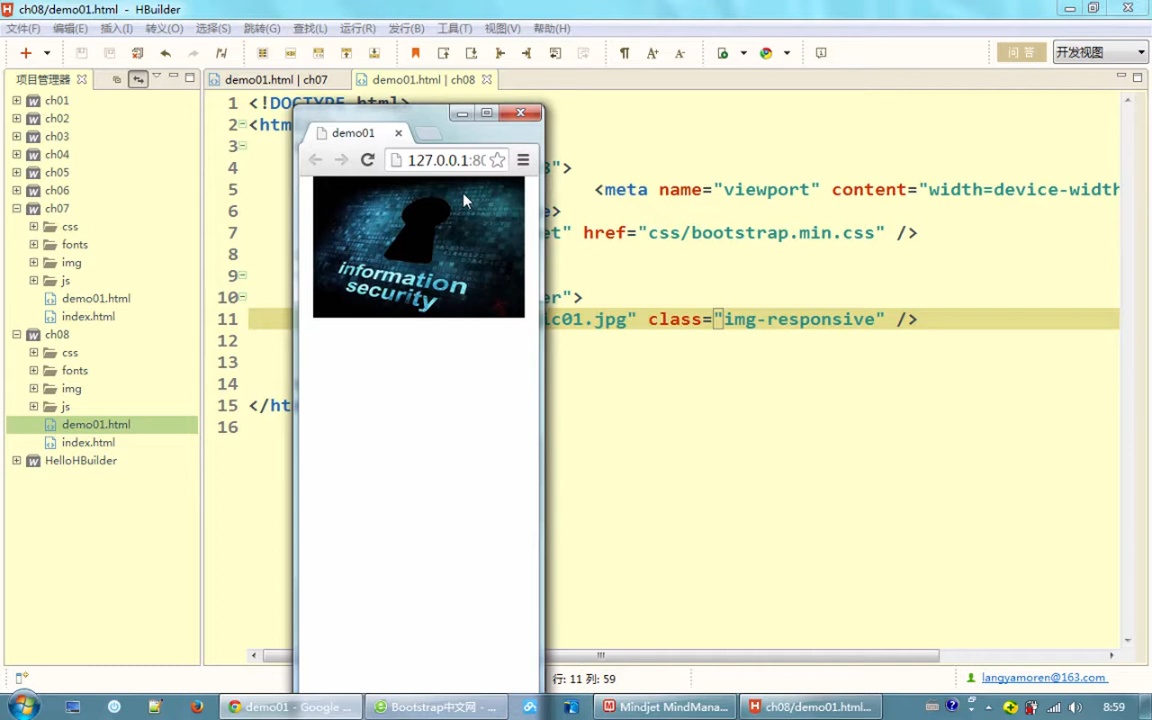 ch08/demo01.html - HBuilder
文件(F) 编辑(E) 插入(I) 转义(O) 选择(S) 跳转(G) 查找(L) 运行(R) 发行(B) 工具(T) 视图(V) 帮助(H)
问 答 开发视图
项目管理器
demo01.html | ch07
demo01.html | ch08
ch01
ch02
ch03
ch04
ch05
ch06
ch07
css
fonts
img
js
demo01.html
index.html
ch08
css
fonts
img
js
demo01.html
index.html
HelloHBuilder
1 <!DOCTYPE html>
2 <htm
3
4 ">
5 <meta name="viewport" content="width=device-width
6 e>
7 et" href="css/bootstrap.min.css" />
8
9
10 er">
11 ic01.jpg" class="img-responsive" />
12
13
14
15 </ht
16
demo01
127.0.0.1:80
information
security
行: 11 列: 59
langyamoren@163.com
demo01 - Google ...
Bootstrap中文网 - ...
Mindjet MindMana...
ch08/demo01.html...
8:59